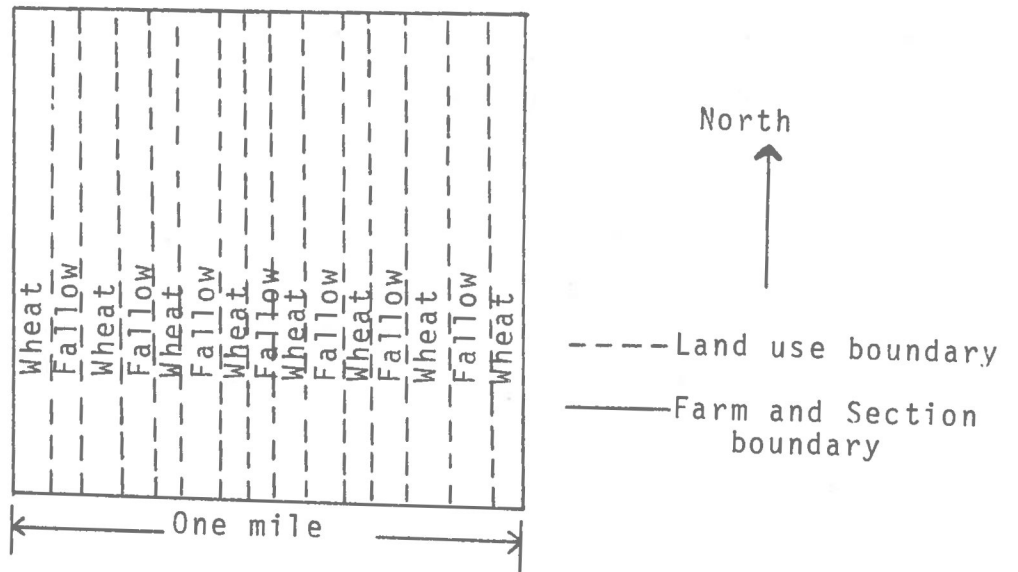 Wheat
Fallow
Wheat
Fallow
Wheat
Fallow
Wheat
Fallow
Wheat
Fallow
Wheat
Fallow
Wheat
Fallow
Wheat
One mile
North
Land use boundary
Farm and Section
boundary